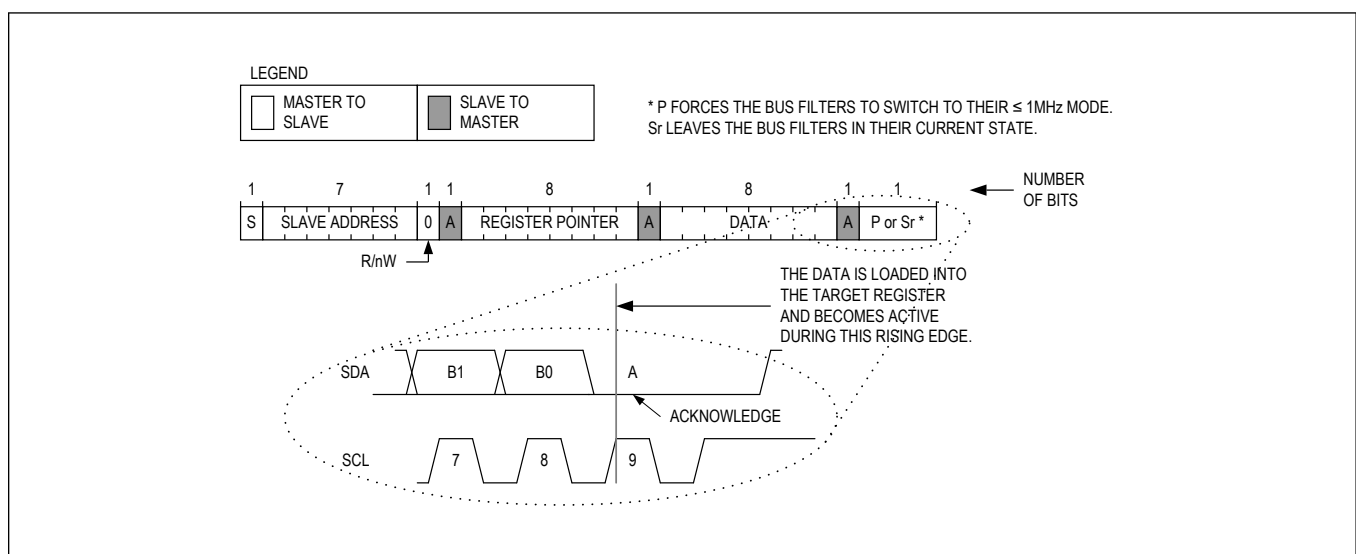 LEGEND
MASTER TO
SLAVE
SLAVE TO
MASTER
* P FORCES THE BUS FILTERS TO SWITCH TO THEIR ≤ 1MHz MODE.
Sr LEAVES THE BUS FILTERS IN THEIR CURRENT STATE.
1 7 1 1 8 1 8 1 1
NUMBER
OF BITS
S SLAVE ADDRESS 0 A REGISTER POINTER A DATA A P or Sr *
R/nW
THE DATA IS LOADED INTO
THE TARGET REGISTER
AND BECOMES ACTIVE
DURING THIS RISING EDGE.
SDA B1 B0 A
ACKNOWLEDGE
SCL 7 8 9